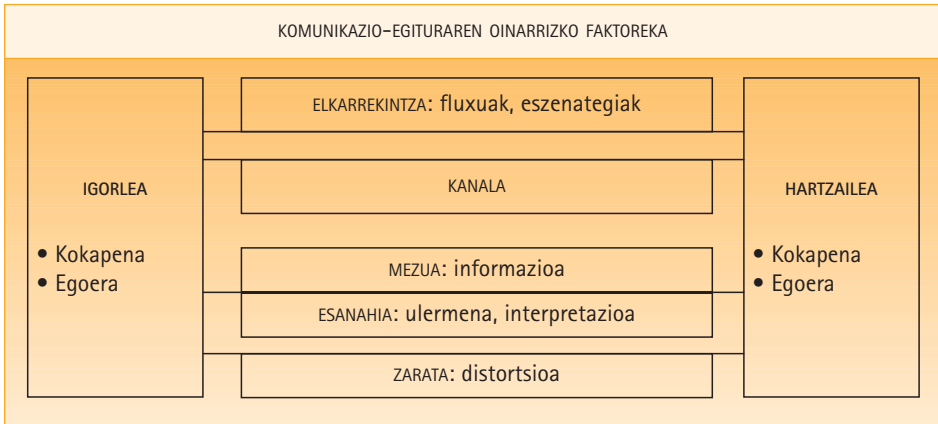 KOMUNIKAZIO-EGITURAREN OINARRIZKO FAKTOREKA
IGORLEA
• Kokapena
• Egoera
ELKARREKINTZA: fluxuak, eszenategiak
KANALA
MEZUA: informazioa
ESANAHIA: ulermena, interpretazioa
ZARATA: distortsioa
HARTZAILEA
• Kokapena
• Egoera